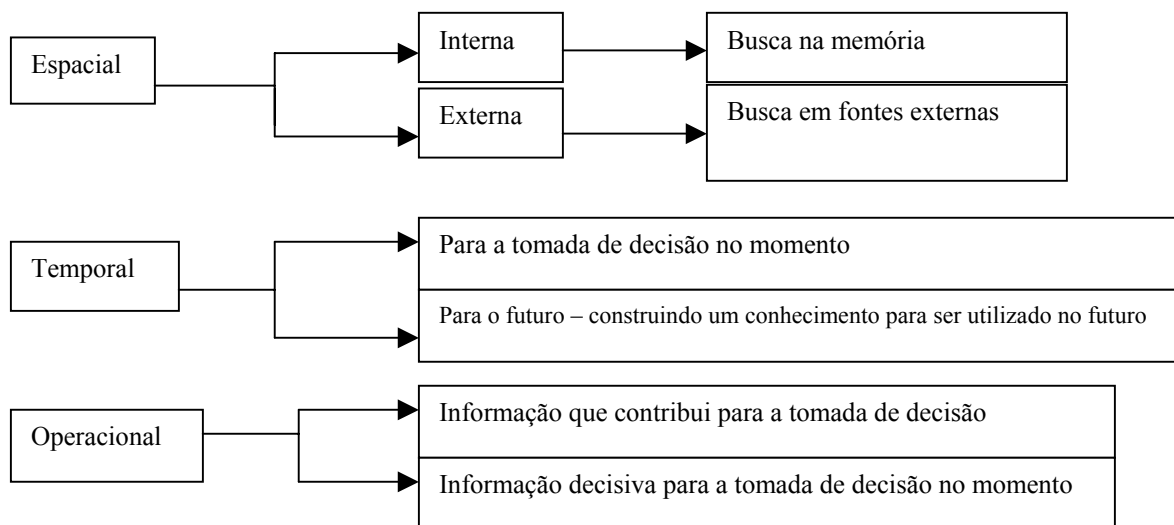 Espacial
Interna
Busca na memória
Externa
Busca em fontes externas
Temporal
Para a tomada de decisão no momento
Para o futuro – construindo um conhecimento para ser utilizado no futuro
Operacional
Informação que contribui para a tomada de decisão
Informação decisiva para a tomada de decisão no momento